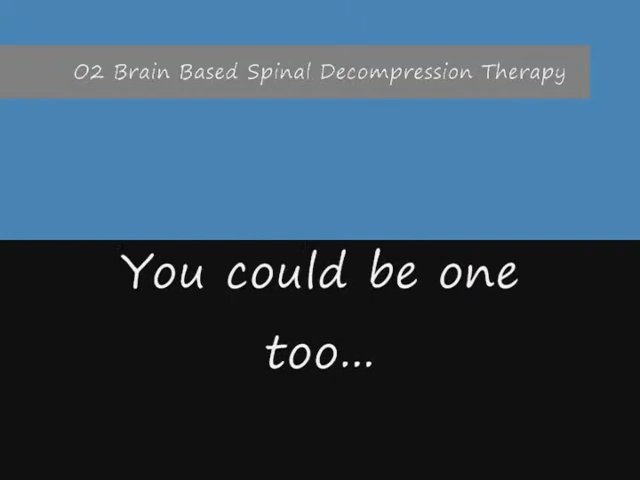 O2 Brain Based Spinal Decompression Therapy
You could be one
too...